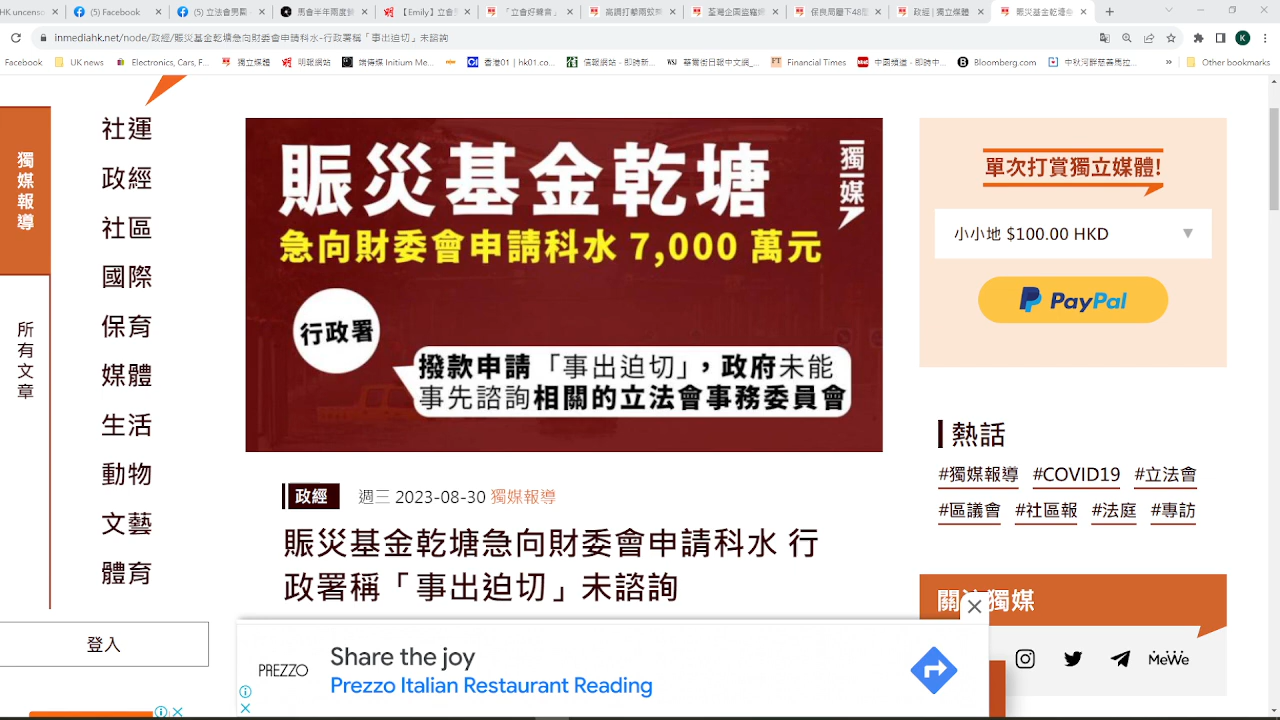 (5) Facebook
inmediahk.net/node/政經/賑災基金乾塘急向財委會申請科水-行政署稱「事出迫切」未諮詢
Facebook
UK news
Electronics, Cars, F...
獨立媒體
明報網站
端傳媒 Initium Me...
香港01 | hk01.co...
信報網站 - 即時新...
華爾街日報中文網_...
Financial Times
Bloomberg.com
Other bookmarks
獨媒報導
所有文章
社運
政經
社區
國際
保育
媒體
生活
動物
文藝
體育
登入
賑災基金乾塘
獨媒
急向財委會申請科水 7,000 萬元
行政署
撥款申請「事出迫切」，政府未能
事先諮詢相關的立法會事務委員會
政經 週三 2023-08-30 獨媒報導
賑災基金乾塘急向財委會申請科水 行
政署稱「事出迫切」未諮詢
單次打賞獨立媒體!
小小地 $100.00 HKD
PayPal
熱話
#獨媒報導 #COVID19 #立法會
#區議會 #社區報 #法庭 #專訪
獨媒
MeWe
PREZZO
Share the joy
Prezzo Italian Restaurant Reading